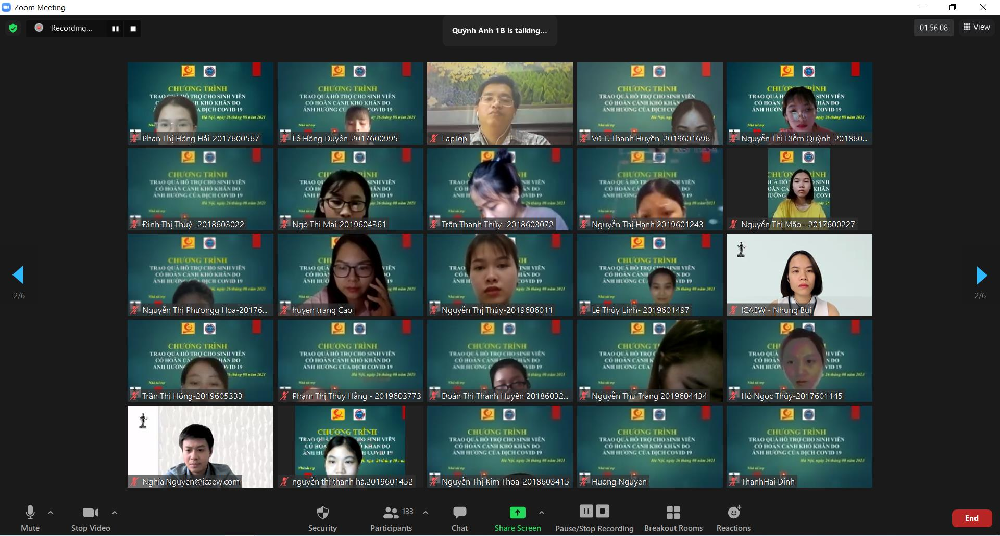 Zoom Meeting
Recording...
Quỳnh Anh 1B is talking...
01:56:08
View
CHƯƠNG TRÌNH
TRAO QUÀ HỖ TRỢ CHO SINH VIÊN
CÓ HOÀN CẢNH KHÓ KHĂN DO
ẢNH HƯỞNG CỦA DỊCH COVID 19
Hà Nội, ngày 26 tháng 08 năm 2021
Nhà tài trợ
Phan Thị Hồng Hải-2017600567
Lê Hồng Duyên-2017600995
LapTop
Vũ T. Thanh Huyền_2019601696
Nguyễn Thị DIễm Quỳnh_201860...
Đinh Thị Thuý- 2018603022
Ngô Thị Mai-2019604361
Trần Thanh Thủy -2018603072
Nguyễn Thị Hạnh 2019601243
Nguyễn Thị Mão - 2017600227
2/6
Nguyễn Thị Phươngg Hoa-20176...
huyen trang Cao
Nguyễn Thị Thùy-2019606011
Lê Thùy Linh- 2019601497
ICAEW - Nhung Bui
2/6
Trần Thị Hồng-2019605333
Phạm Thị Thúy Hằng - 2019603773
Đoàn Thị Thanh Huyền 20186032...
Nguyễn Thu Trang 2019604434
Hồ Ngọc Thúy-2017601145
Nghia.Nguyen@icaew.com
nguyễn thị thanh hà.2019601452
Nguyễn Thị Kim Thoa-2018603415
Huong Nguyen
ThanhHai Dinh
Mute
Stop Video
Security
133
Participants
Chat
Share Screen
Pause/Stop Recording
Breakout Rooms
Reactions
End